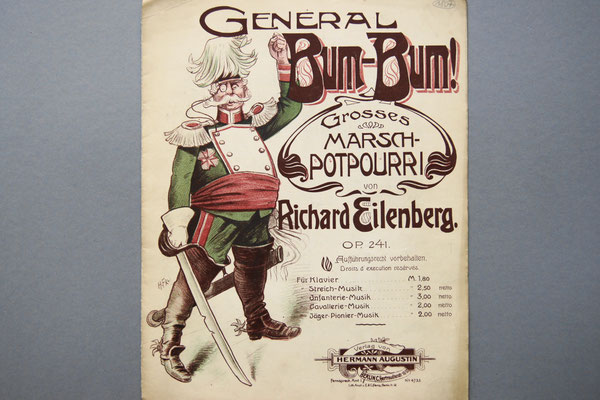 GENERAL
BUM-BUM!
Grosses
MARSCH-
POTPOURRI
von
Richard Eilenberg.
OP. 241.
Aufführungsrecht vorbehalten.
Droits d'exécution réservés.
Für Klavier M. 1,80
" Streich-Musik " 2,50 netto
Infanterie-Musik " 3,00 netto
Cavallerie-Musik " 2,00 netto
Jäger-Pionier-Musik " 2,00 netto
Verlag von
HERMANN AUGUSTIN